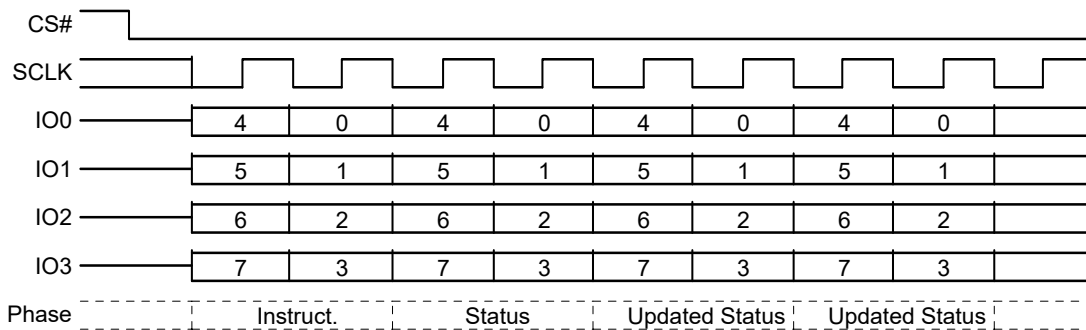 CS#
SCLK
IO0 4 0 4 0 4 0 4 0
IO1 5 1 5 1 5 1 5 1
IO2 6 2 6 2 6 2 6 2
IO3 7 3 7 3 7 3 7 3
Phase Instruct. Status Updated Status Updated Status